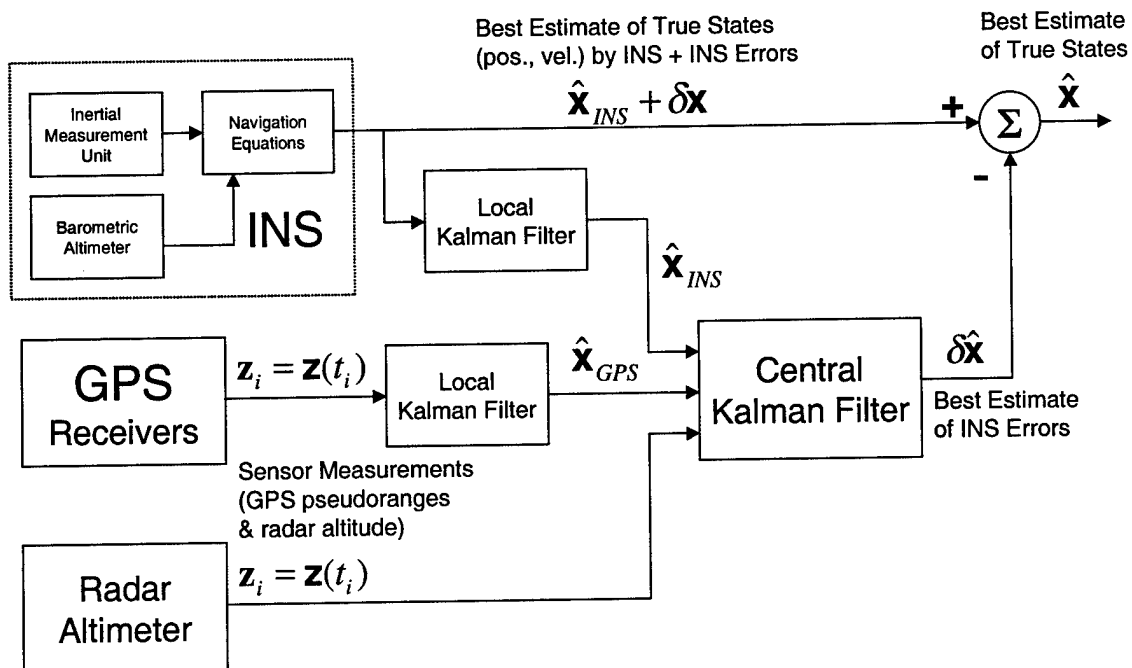 Best Estimate of True States
(pos., vel.) by INS + INS Errors
Best Estimate
of True States
x̂_INS + δx
x̂
+
Σ
-
Inertial
Measurement
Unit
Navigation
Equations
Barometric
Altimeter
INS
Local
Kalman Filter
x̂_INS
GPS
Receivers
z_i = z(t_i)
Local
Kalman Filter
x̂_GPS
Central
Kalman Filter
δx̂
Best Estimate
of INS Errors
Sensor Measurements
(GPS pseudoranges
& radar altitude)
Radar
Altimeter
z_i = z(t_i)